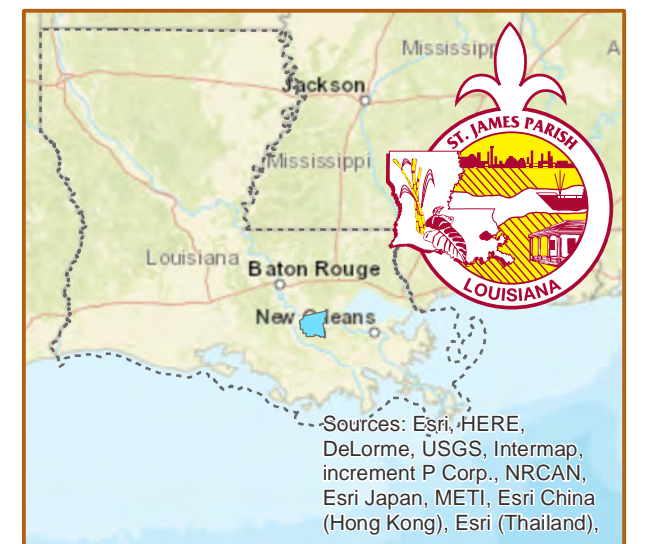 Mississipp
A
Jackson
Mississippi
ST. JAMES PARISH
LOUISIANA
Louisiana
Baton Rouge
New Orleans
Sources: Esri, HERE,
DeLorme, USGS, Intermap,
increment P Corp., NRCAN,
Esri Japan, METI, Esri China
(Hong Kong), Esri (Thailand),